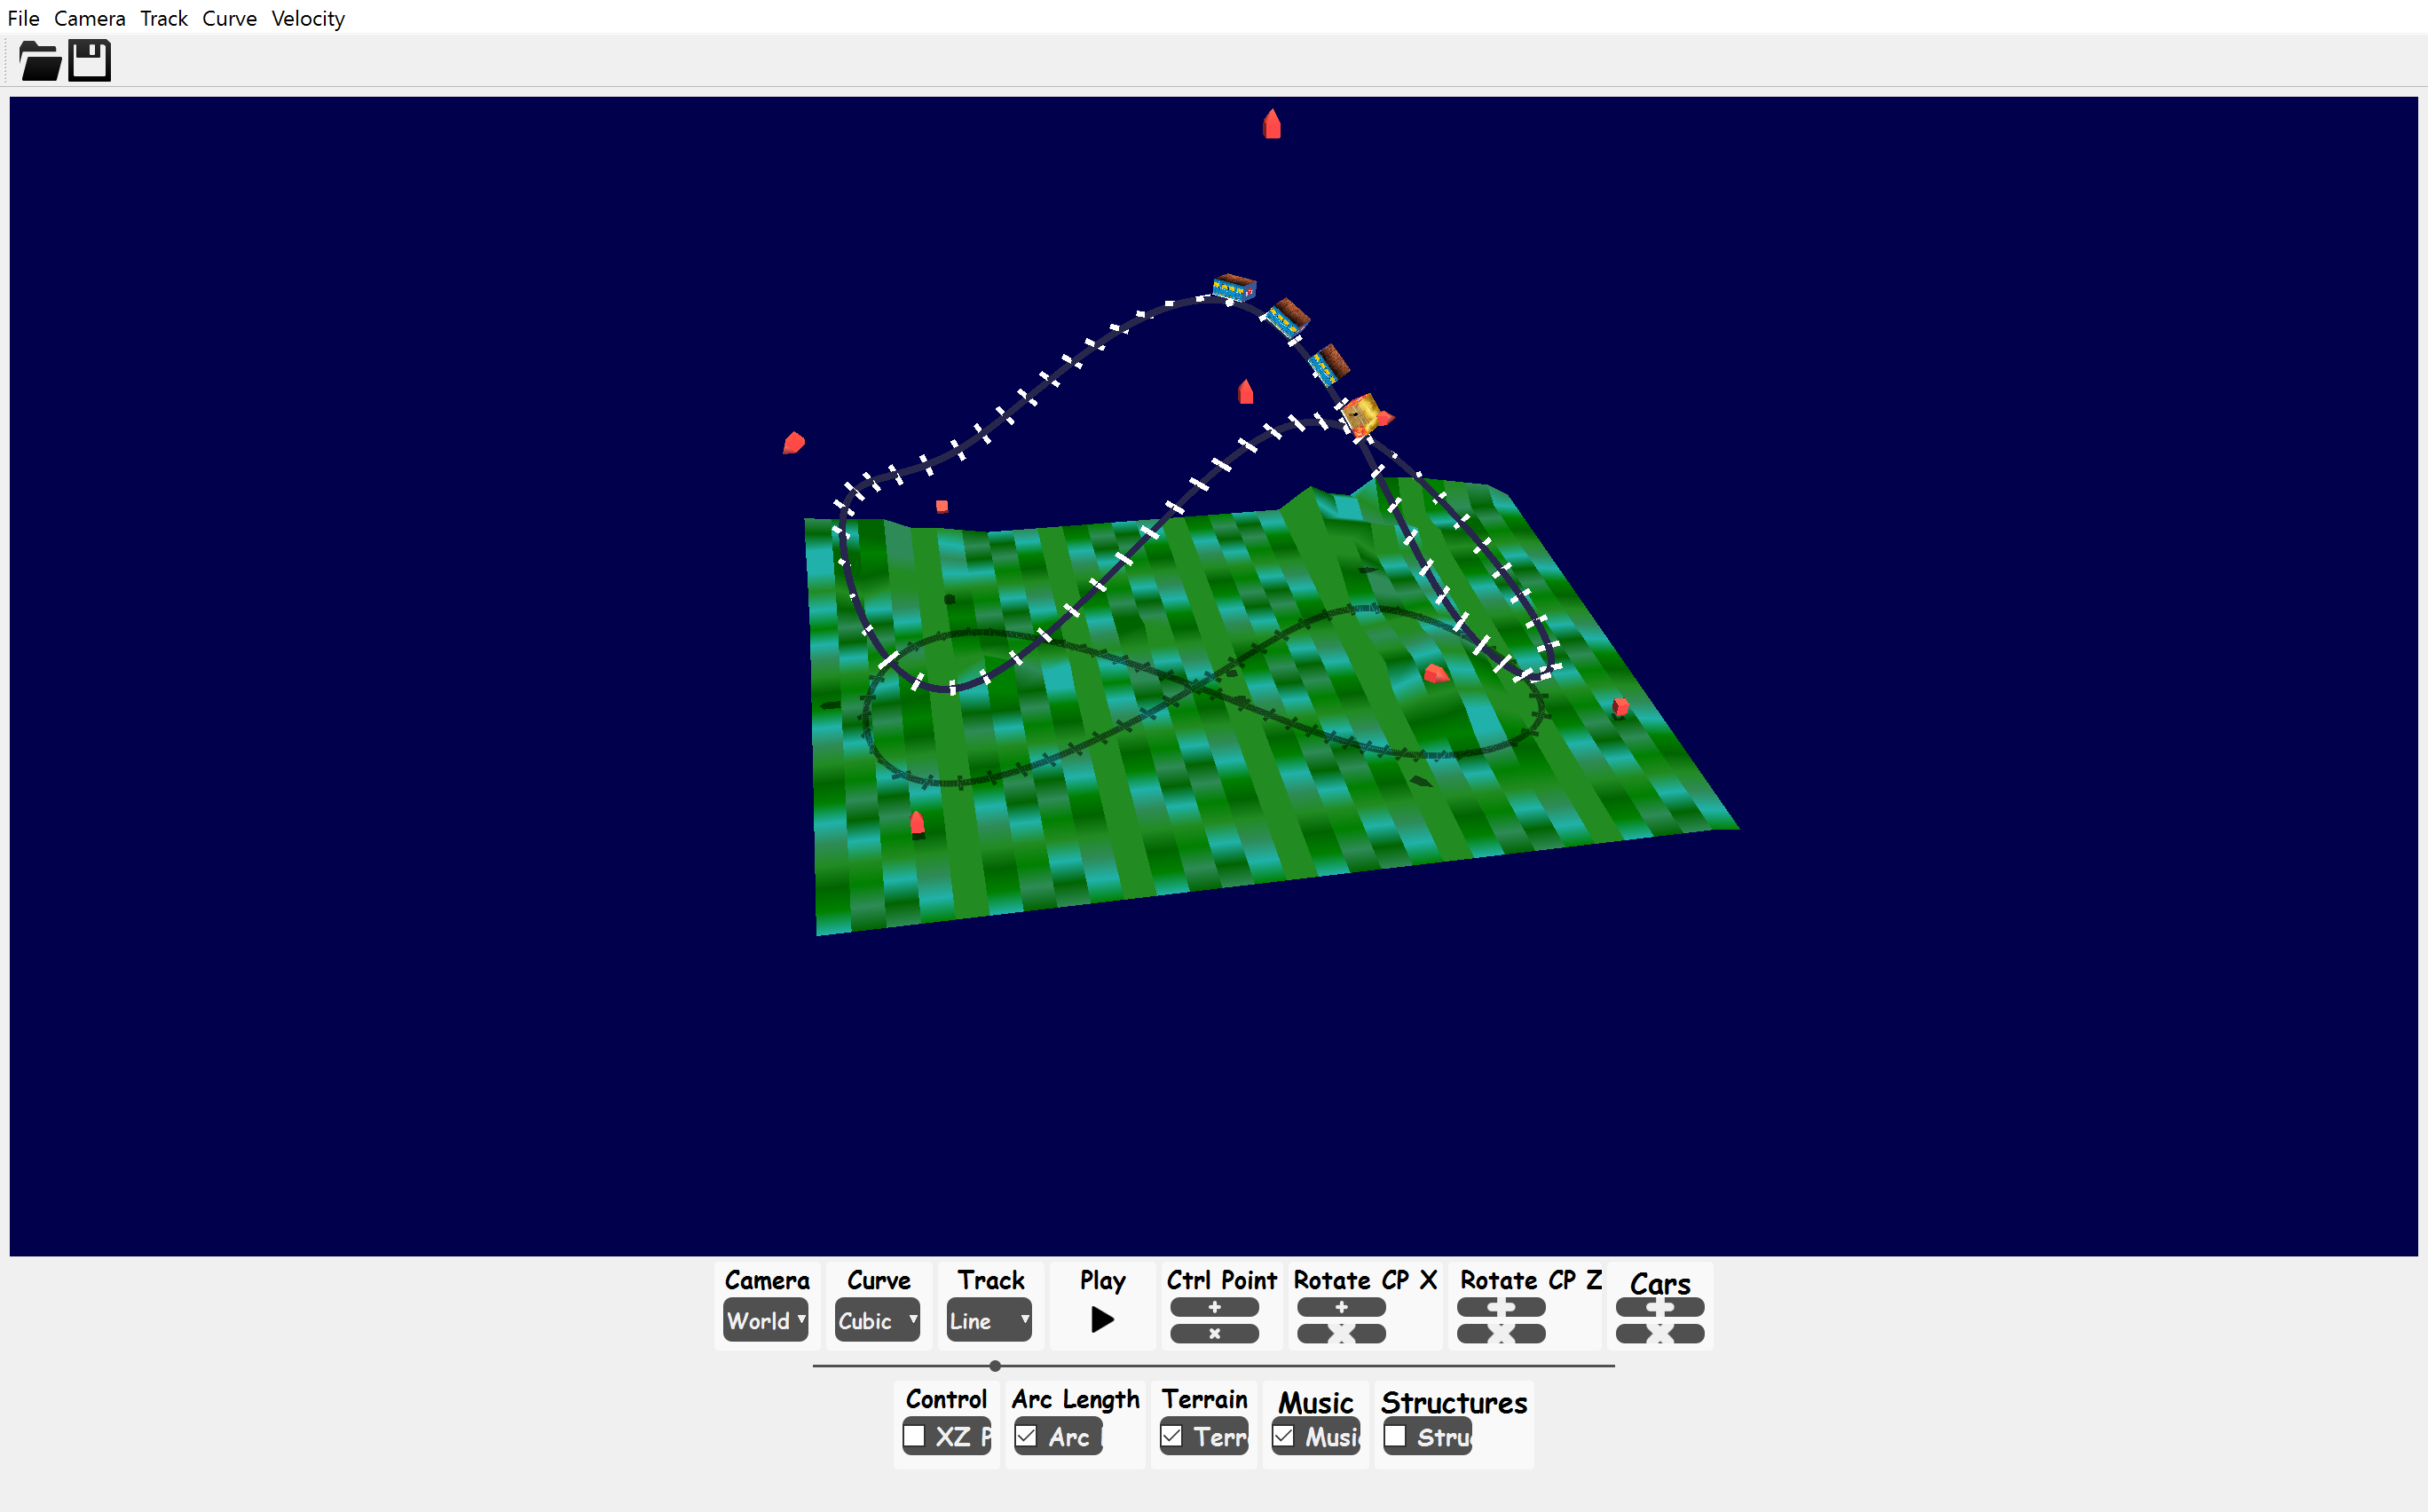 File Camera Track Curve Velocity
Camera Curve Track Play Ctrl Point Rotate CP X Rotate CP Z Cars
World Cubic Line
Control Arc Length Terrain Music Structures
XZ P Arc Terr Musi Stru